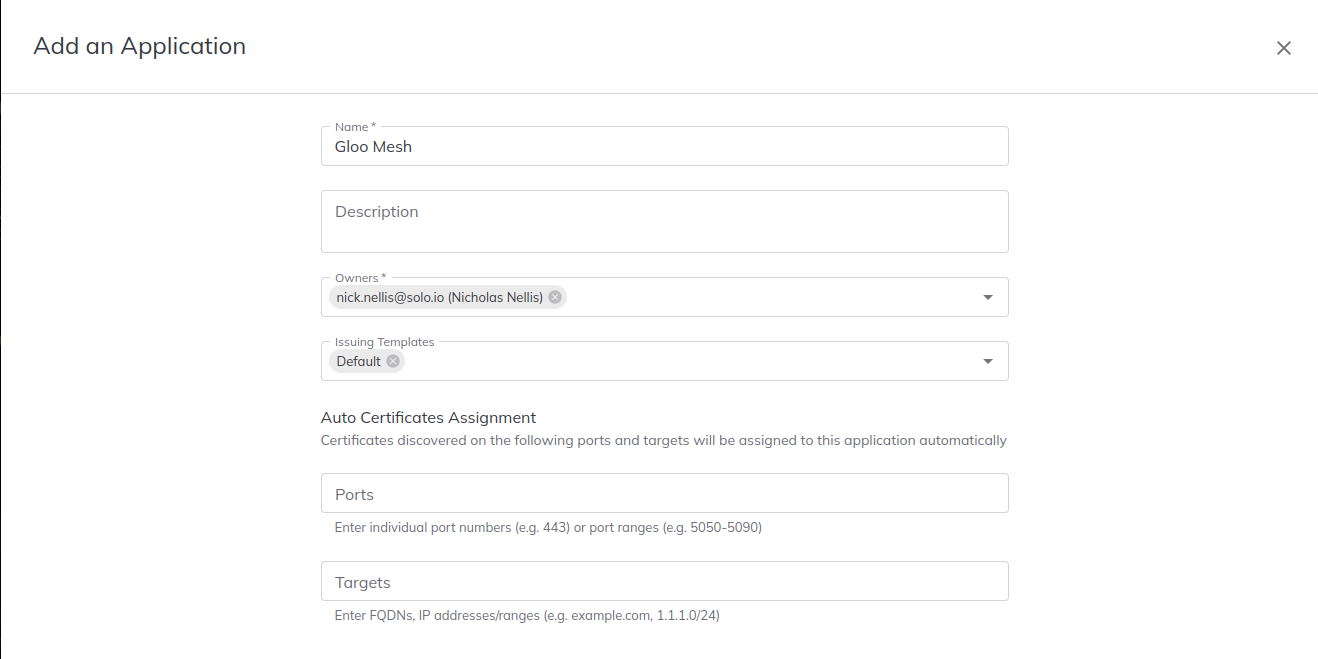 Add an Application
Name *
Gloo Mesh
Description
Owners *
nick.nellis@solo.io (Nicholas Nellis)
Issuing Templates
Default
Auto Certificates Assignment
Certificates discovered on the following ports and targets will be assigned to this application automatically
Ports
Enter individual port numbers (e.g. 443) or port ranges (e.g. 5050-5090)
Targets
Enter FQDNs, IP addresses/ranges (e.g. example.com, 1.1.1.0/24)